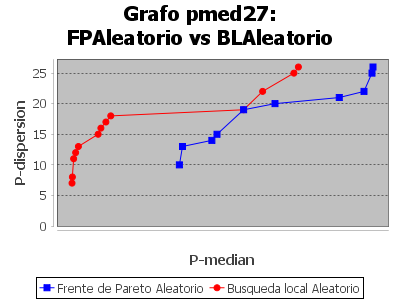 Grafo pmed27:
FPAleatorio vs BLAleatorio
25
20
15
10
5
0
P-dispersion
P-median
Frente de Pareto Aleatorio
Busqueda local Aleatorio